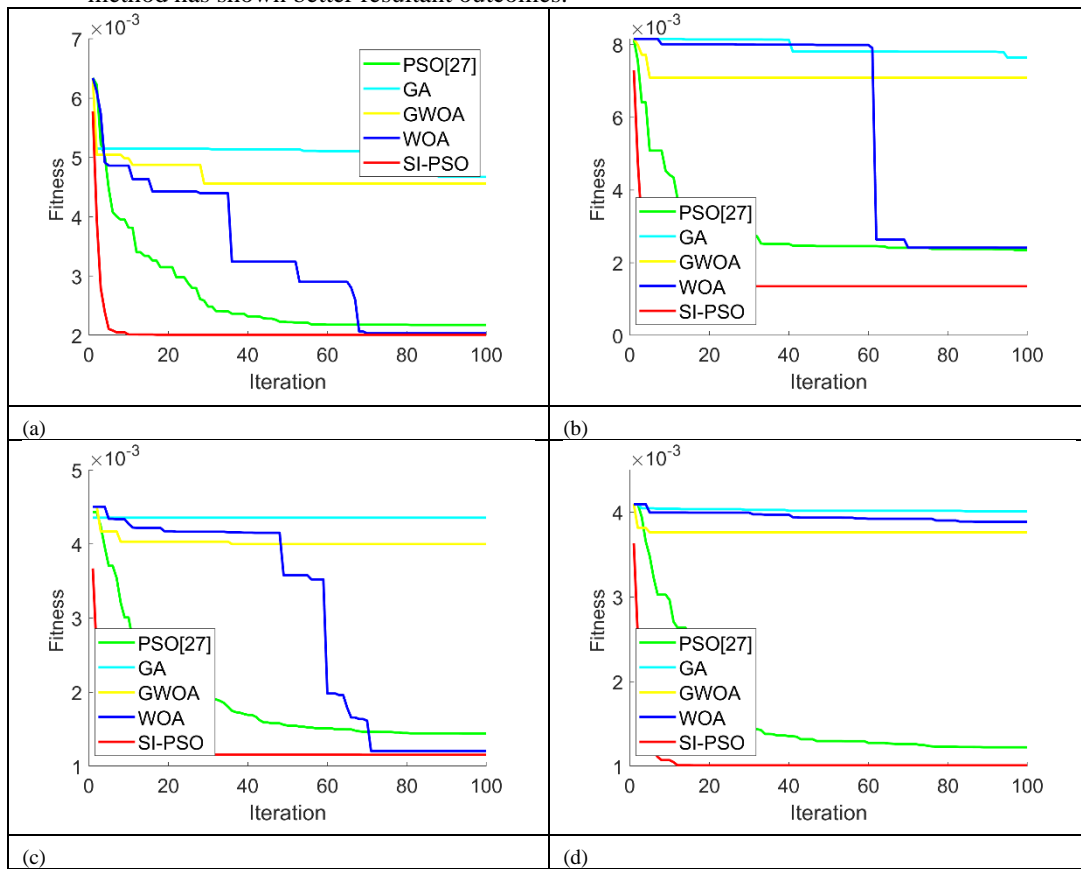 method has shown better resultant outcomes.
×10⁻³
7
6
5
4
3
2
Fitness
0
20
40
60
80
100
Iteration
PSO[27]
GA
GWOA
WOA
SI-PSO
(a)
×10⁻³
8
6
4
2
0
Fitness
0
20
40
60
80
100
Iteration
PSO[27]
GA
GWOA
WOA
SI-PSO
(b)
×10⁻³
5
4
3
2
1
Fitness
0
20
40
60
80
100
Iteration
PSO[27]
GA
GWOA
WOA
SI-PSO
(c)
×10⁻³
4
3
2
1
Fitness
0
20
40
60
80
100
Iteration
PSO[27]
GA
GWOA
WOA
SI-PSO
(d)